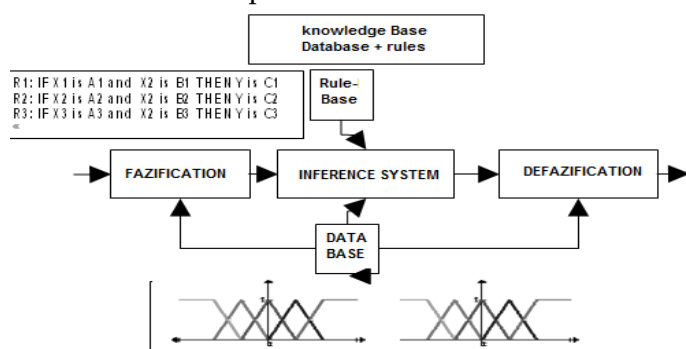 knowledge Base
Database + rules
R1: IF X1 is A1 and X2 is B1 THEN Y is C1
R2: IF X2 is A2 and X2 is B2 THEN Y is C2
R3: IF X3 is A3 and X2 is B3 THEN Y is C3
«
Rule-
Base
FAZIFICATION
INFERENCE SYSTEM
DEFAZIFICATION
DATA
BASE